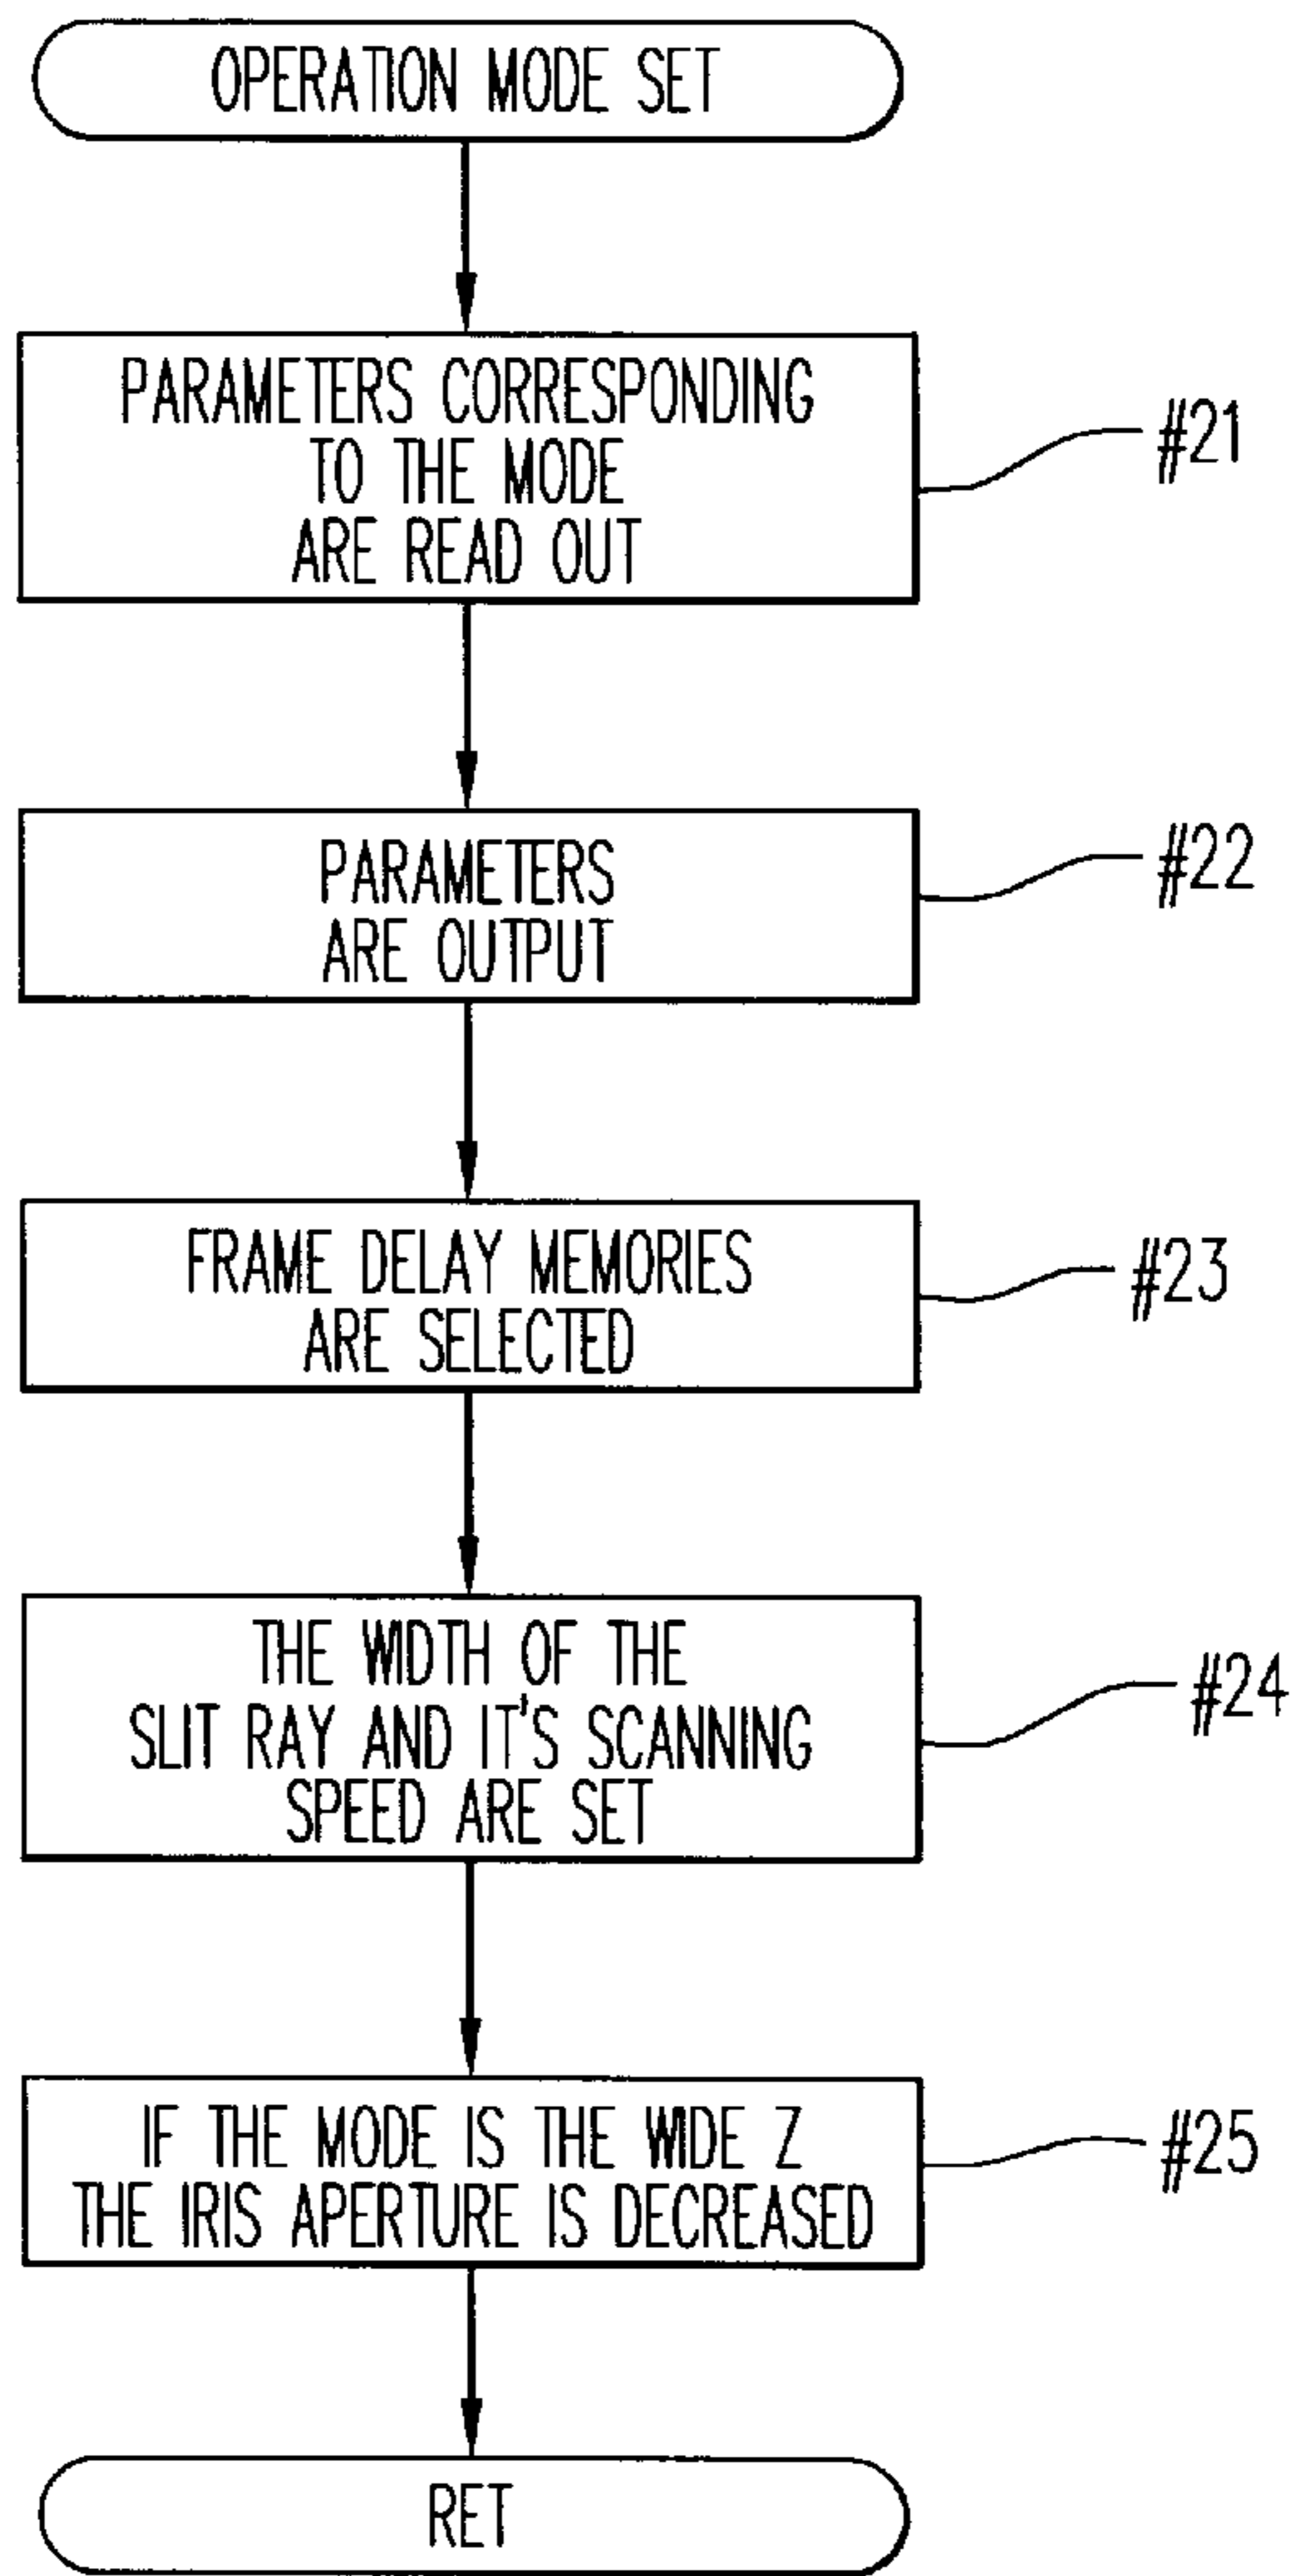 OPERATION MODE SET
PARAMETERS CORRESPONDING
TO THE MODE
ARE READ OUT
#21
PARAMETERS
ARE OUTPUT
#22
FRAME DELAY MEMORIES
ARE SELECTED
#23
THE WIDTH OF THE
SLIT RAY AND IT'S SCANNING
SPEED ARE SET
#24
IF THE MODE IS THE WIDE Z
THE IRIS APERTURE IS DECREASED
#25
RET